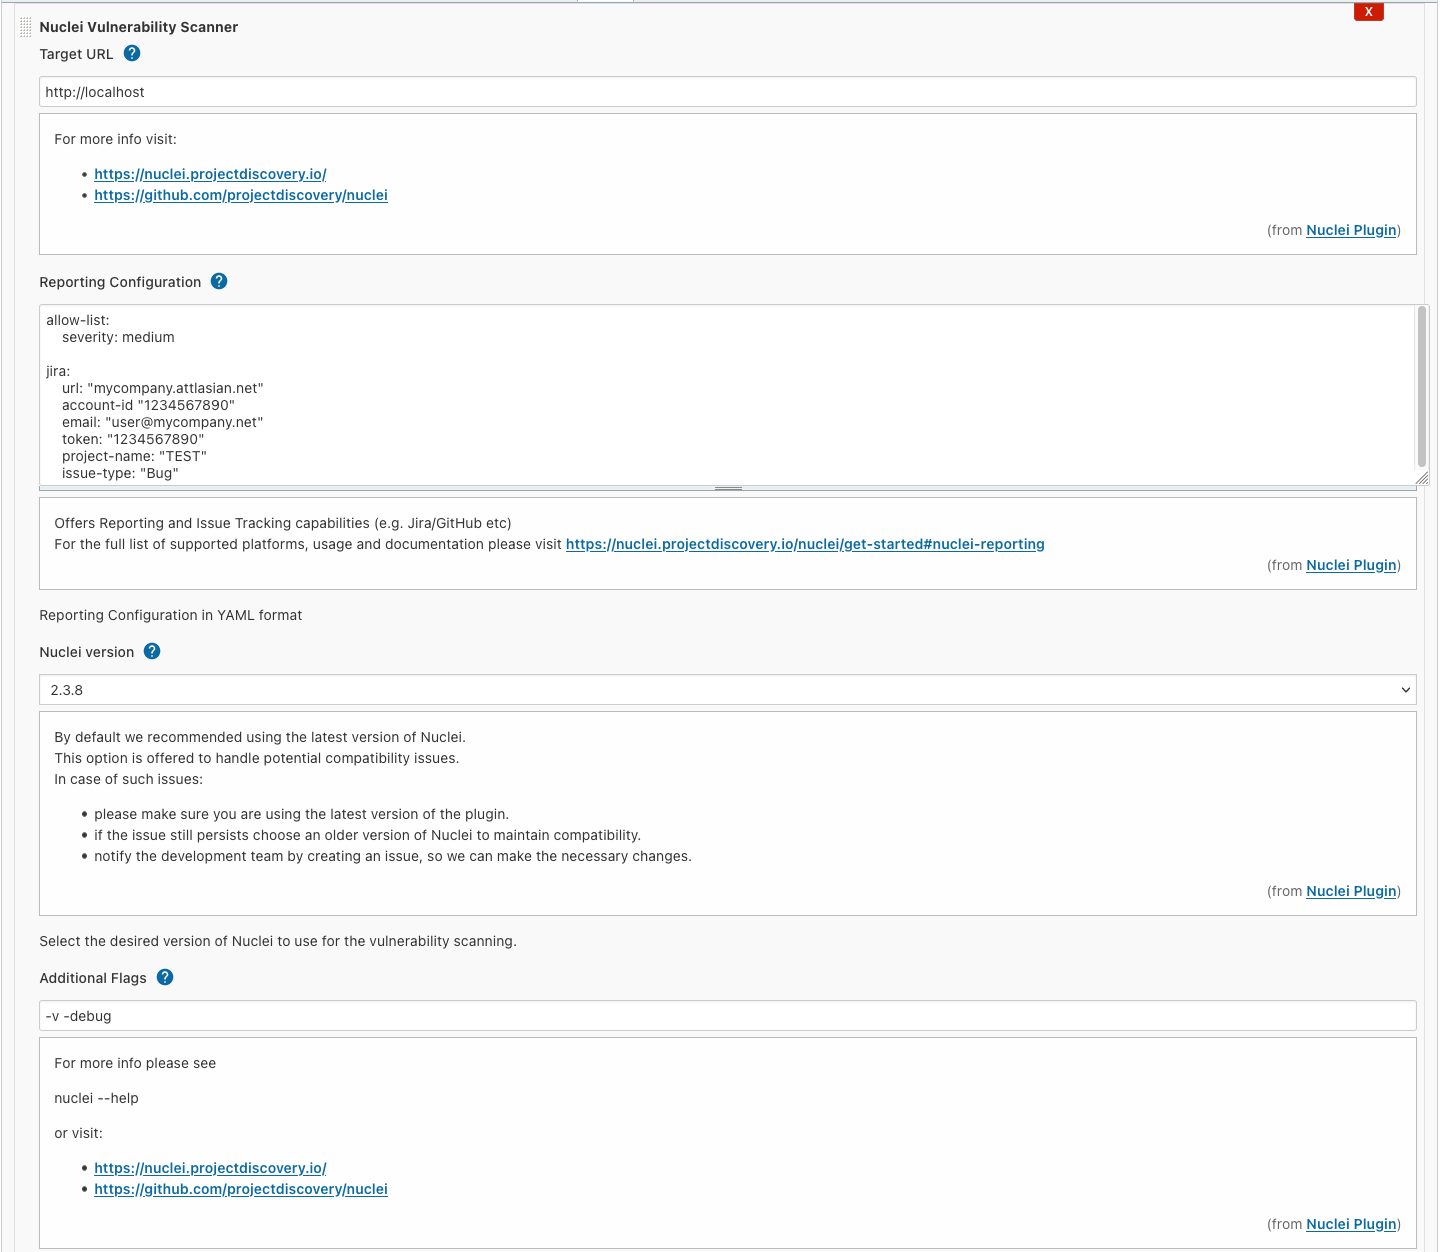 X
Nuclei Vulnerability Scanner
Target URL ?
http://localhost
For more info visit:
• https://nuclei.projectdiscovery.io/
• https://github.com/projectdiscovery/nuclei
(from Nuclei Plugin)
Reporting Configuration ?
allow-list:
    severity: medium

jira:
    url: "mycompany.attlasian.net"
    account-id "1234567890"
    email: "user@mycompany.net"
    token: "1234567890"
    project-name: "TEST"
    issue-type: "Bug"
Offers Reporting and Issue Tracking capabilities (e.g. Jira/GitHub etc)
For the full list of supported platforms, usage and documentation please visit https://nuclei.projectdiscovery.io/nuclei/get-started#nuclei-reporting
(from Nuclei Plugin)
Reporting Configuration in YAML format
Nuclei version ?
2.3.8
By default we recommended using the latest version of Nuclei.
This option is offered to handle potential compatibility issues.
In case of such issues:
• please make sure you are using the latest version of the plugin.
• if the issue still persists choose an older version of Nuclei to maintain compatibility.
• notify the development team by creating an issue, so we can make the necessary changes.
(from Nuclei Plugin)
Select the desired version of Nuclei to use for the vulnerability scanning.
Additional Flags ?
-v -debug
For more info please see
nuclei --help
or visit:
• https://nuclei.projectdiscovery.io/
• https://github.com/projectdiscovery/nuclei
(from Nuclei Plugin)